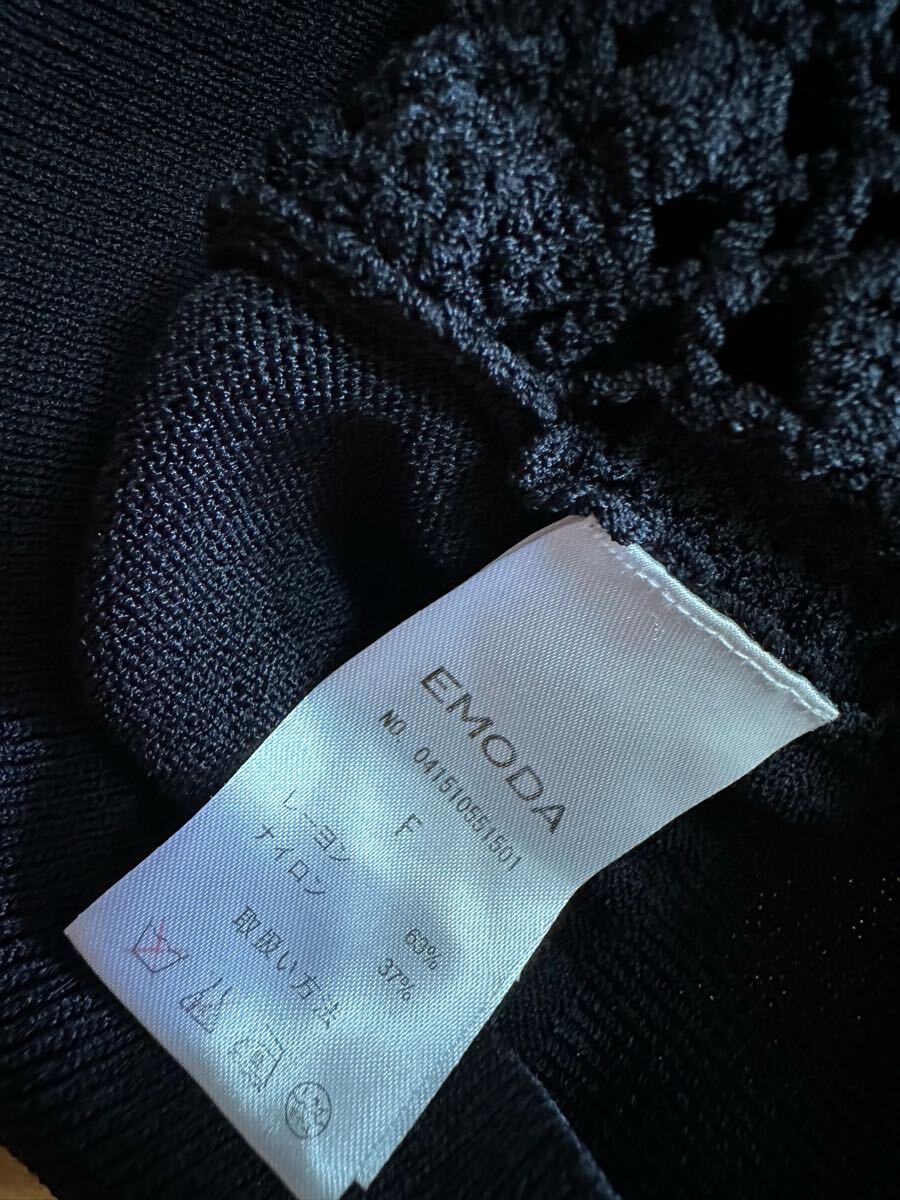 EMODA
NO. 041510551501
F
レーヨン 63%
ナイロン 37%
取扱い方法